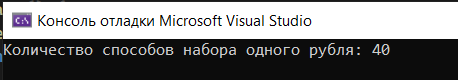 Консоль отладки Microsoft Visual Studio
Количество способов набора одного рубля: 40